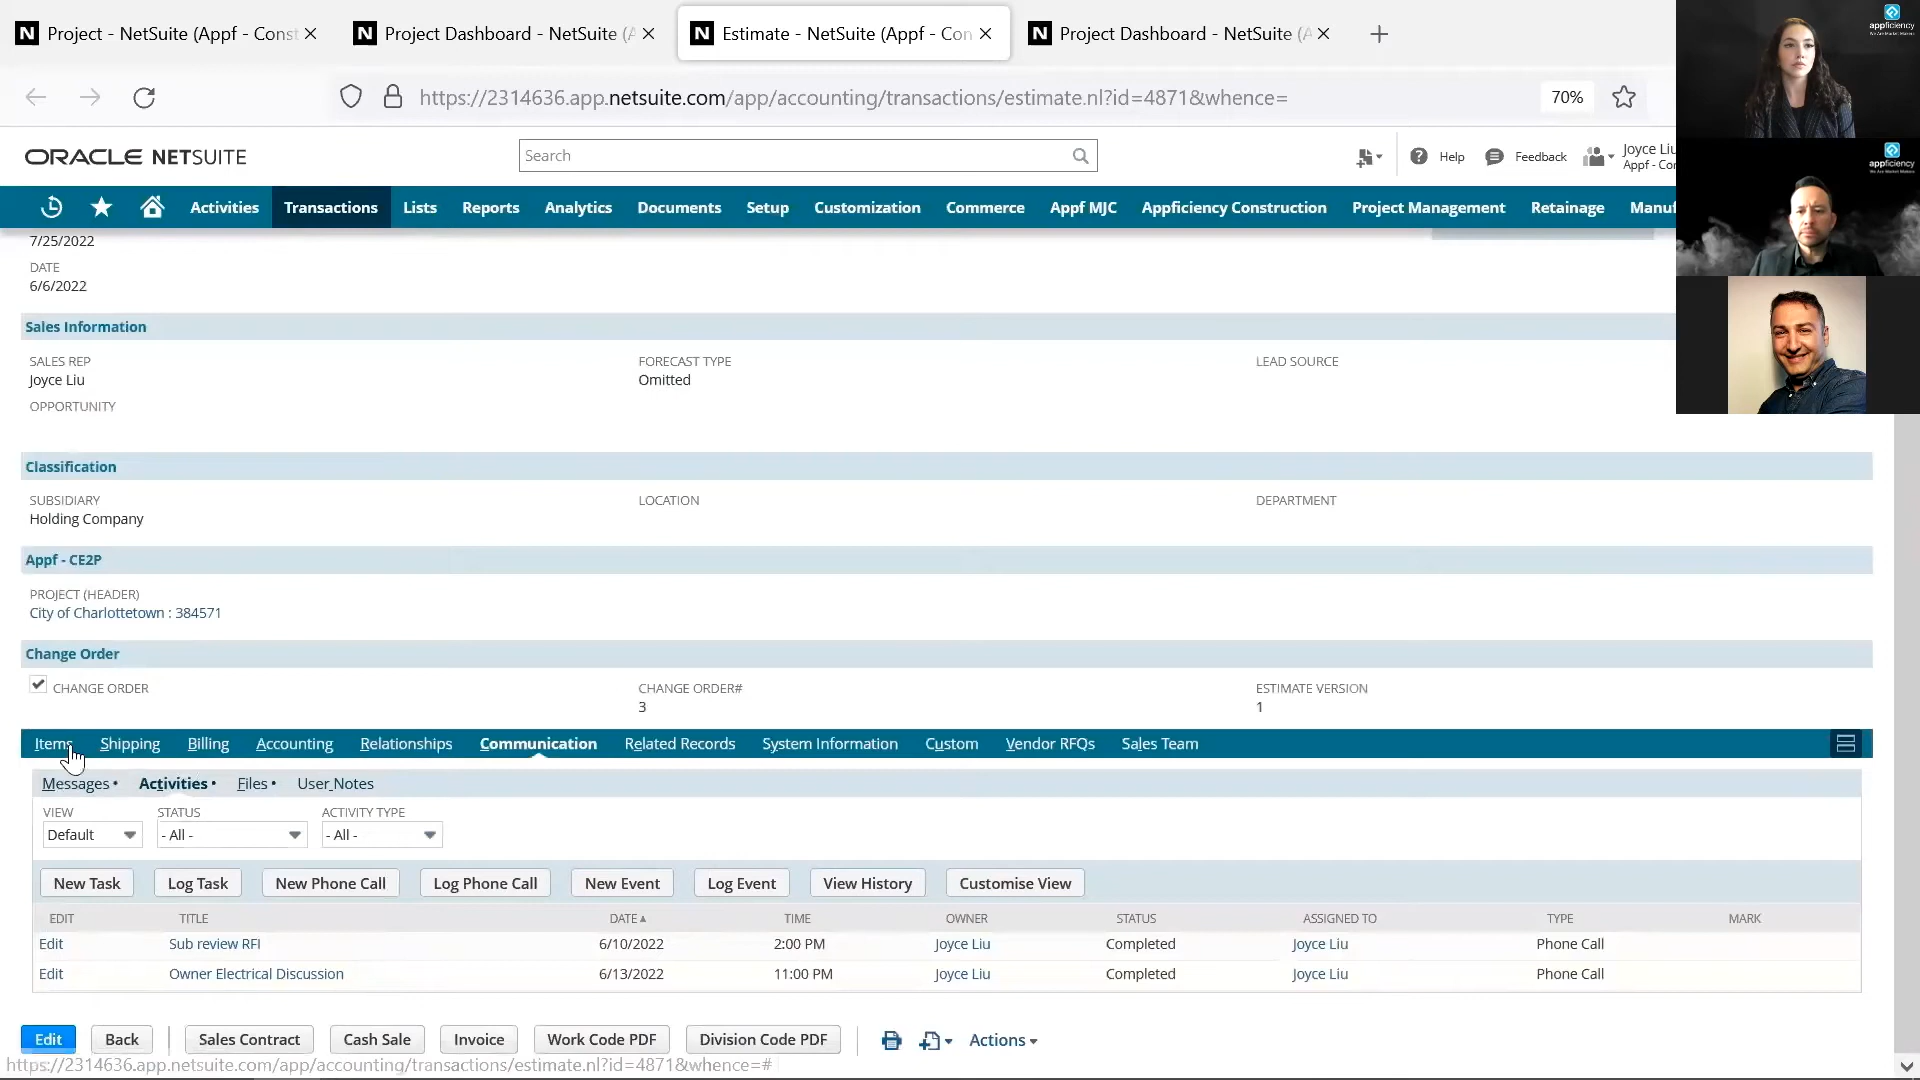 Project - NetSuite (Appf - Const
Project Dashboard - NetSuite (A
Estimate - NetSuite (Appf - Con
Project Dashboard - NetSuite (A
https://2314636.app.netsuite.com/app/accounting/transactions/estimate.nl?id=4871&whence=
70%
ORACLE NETSUITE
Search
Help
Feedback
Joyce Liu
Appf - Con
Activities
Transactions
Lists
Reports
Analytics
Documents
Setup
Customization
Commerce
Appf MJC
Appficiency Construction
Project Management
Retainage
Manuf
appficiency
We Are Market Makers
appficiency
7/25/2022
DATE
6/6/2022
Sales Information
SALES REP
Joyce Liu
FORECAST TYPE
Omitted
LEAD SOURCE
OPPORTUNITY
Classification
SUBSIDIARY
Holding Company
LOCATION
DEPARTMENT
Appf - CE2P
PROJECT (HEADER)
City of Charlottetown : 384571
Change Order
CHANGE ORDER
CHANGE ORDER#
3
ESTIMATE VERSION
1
Items
Shipping
Billing
Accounting
Relationships
Communication
Related Records
System Information
Custom
Vendor RFQs
Sales Team
Messages •
Activities •
Files •
User Notes
VIEW
Default
STATUS
- All -
ACTIVITY TYPE
- All -
New Task
Log Task
New Phone Call
Log Phone Call
New Event
Log Event
View History
Customise View
EDIT TITLE DATE▲ TIME OWNER STATUS ASSIGNED TO TYPE MARK
Edit Sub review RFI 6/10/2022 2:00 PM Joyce Liu Completed Joyce Liu Phone Call
Edit Owner Electrical Discussion 6/13/2022 11:00 PM Joyce Liu Completed Joyce Liu Phone Call
Edit
Back
Sales Contract
Cash Sale
Invoice
Work Code PDF
Division Code PDF
Actions
https://2314636.app.netsuite.com/app/accounting/transactions/estimate.nl?id=4871&whence=#